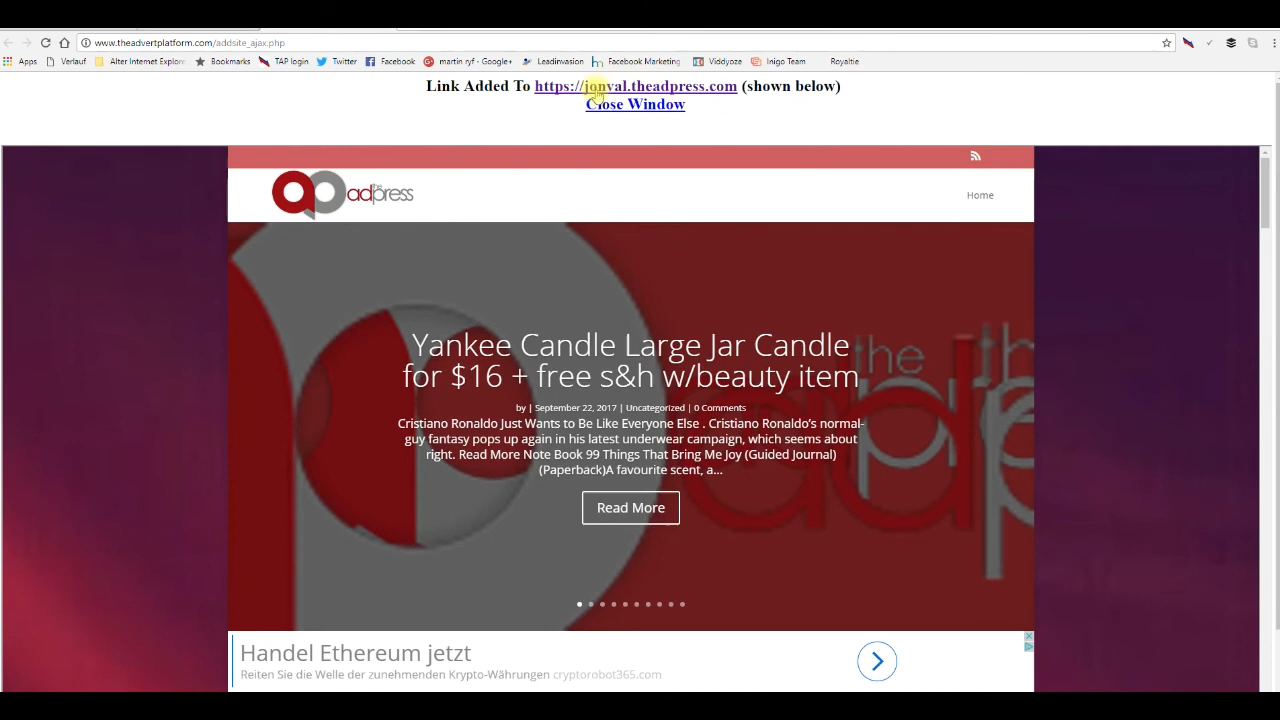 www.theadvertplatform.com/addsite_ajax.php
Apps Verlauf Alter Internet Explore Bookmarks TAP login Twitter Facebook martin ryf - Google+ Leadinvasion Facebook Marketing Viddyoze Inigo Team Royaltie
Link Added To https://jonval.theadpress.com (shown below)
Close Window
the adpress
Home
Yankee Candle Large Jar Candle
for $16 + free s&h w/beauty item
by | September 22, 2017 | Uncategorized | 0 Comments
Cristiano Ronaldo Just Wants to Be Like Everyone Else . Cristiano Ronaldo’s normal-
guy fantasy pops up again in his latest underwear campaign, which seems about
right. Read More Note Book 99 Things That Bring Me Joy (Guided Journal)
(Paperback)A favourite scent, a...
Read More
Handel Ethereum jetzt
Reiten Sie die Welle der zunehmenden Krypto-Währungen cryptorobot365.com